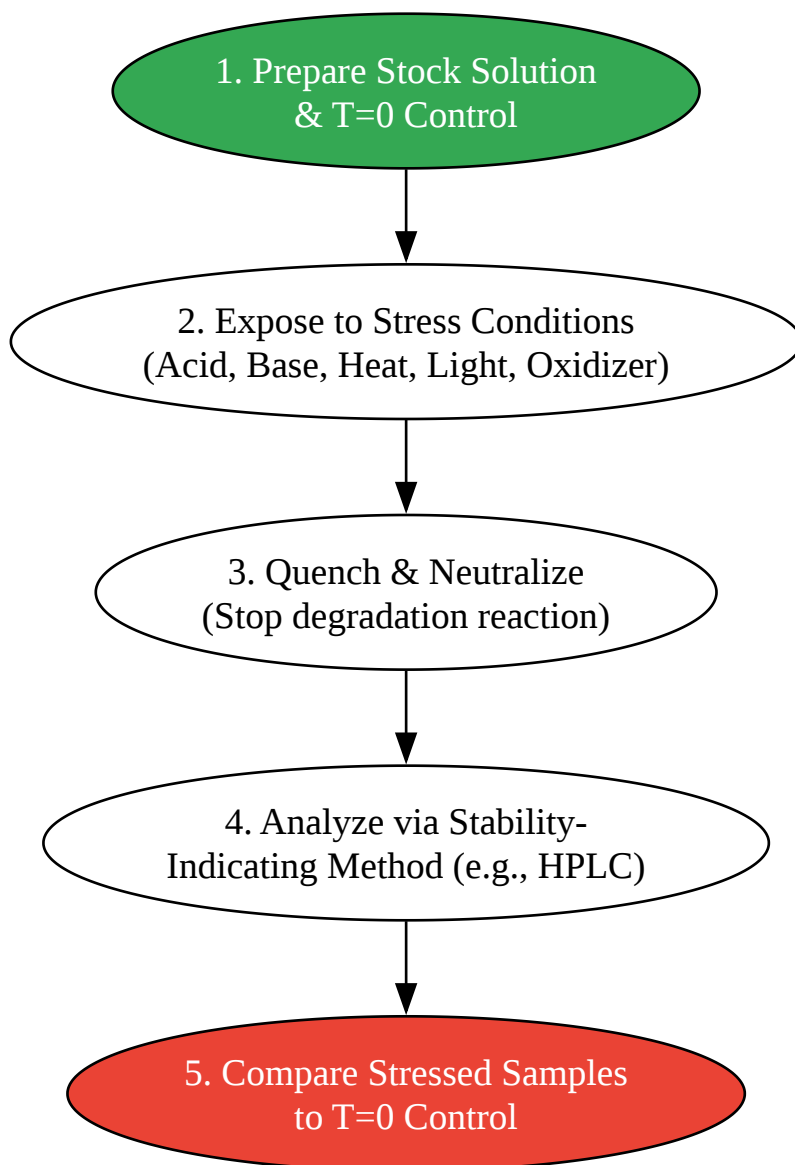 1. Prepare Stock Solution
& T=0 Control
2. Expose to Stress Conditions
(Acid, Base, Heat, Light, Oxidizer)
3. Quench & Neutralize
(Stop degradation reaction)
4. Analyze via Stability-
Indicating Method (e.g., HPLC)
5. Compare Stressed Samples
to T=0 Control